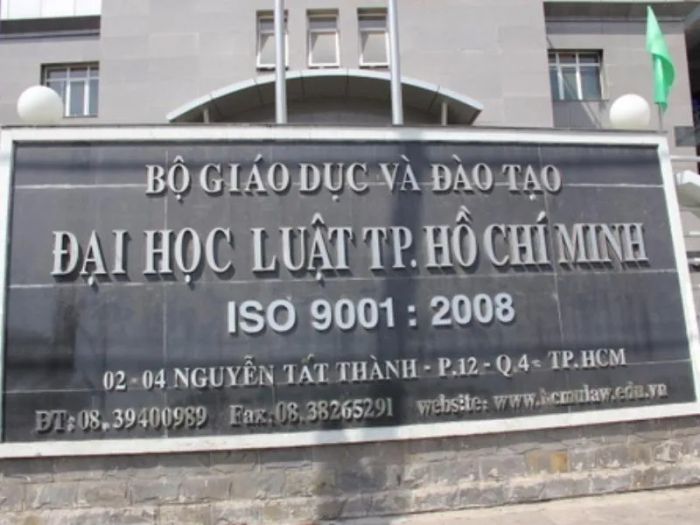 BỘ GIÁO DỤC VÀ ĐÀO TẠO
ĐẠI HỌC LUẬT TP. HỒ CHÍ MINH
ISO 9001 : 2008
02 - 04 NGUYỄN TẤT THÀNH - P.12 - Q.4 - TP.HCM
ĐT: 08.39400989 Fax: 08.38265291 website: www.hcmulaw.edu.vn